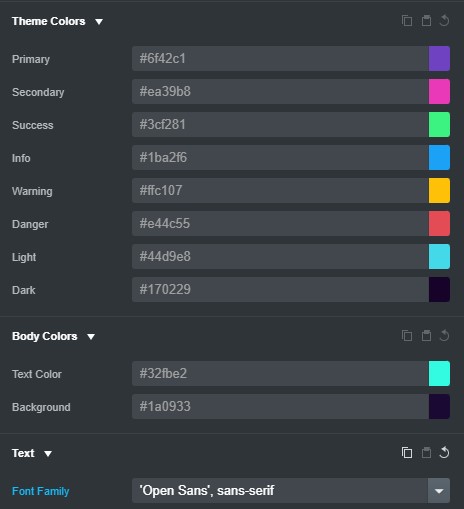 Theme Colors
Primary #6f42c1
Secondary #ea39b8
Success #3cf281
Info #1ba2f6
Warning #ffc107
Danger #e44c55
Light #44d9e8
Dark #170229
Body Colors
Text Color #32fbe2
Background #1a0933
Text
Font Family 'Open Sans', sans-serif